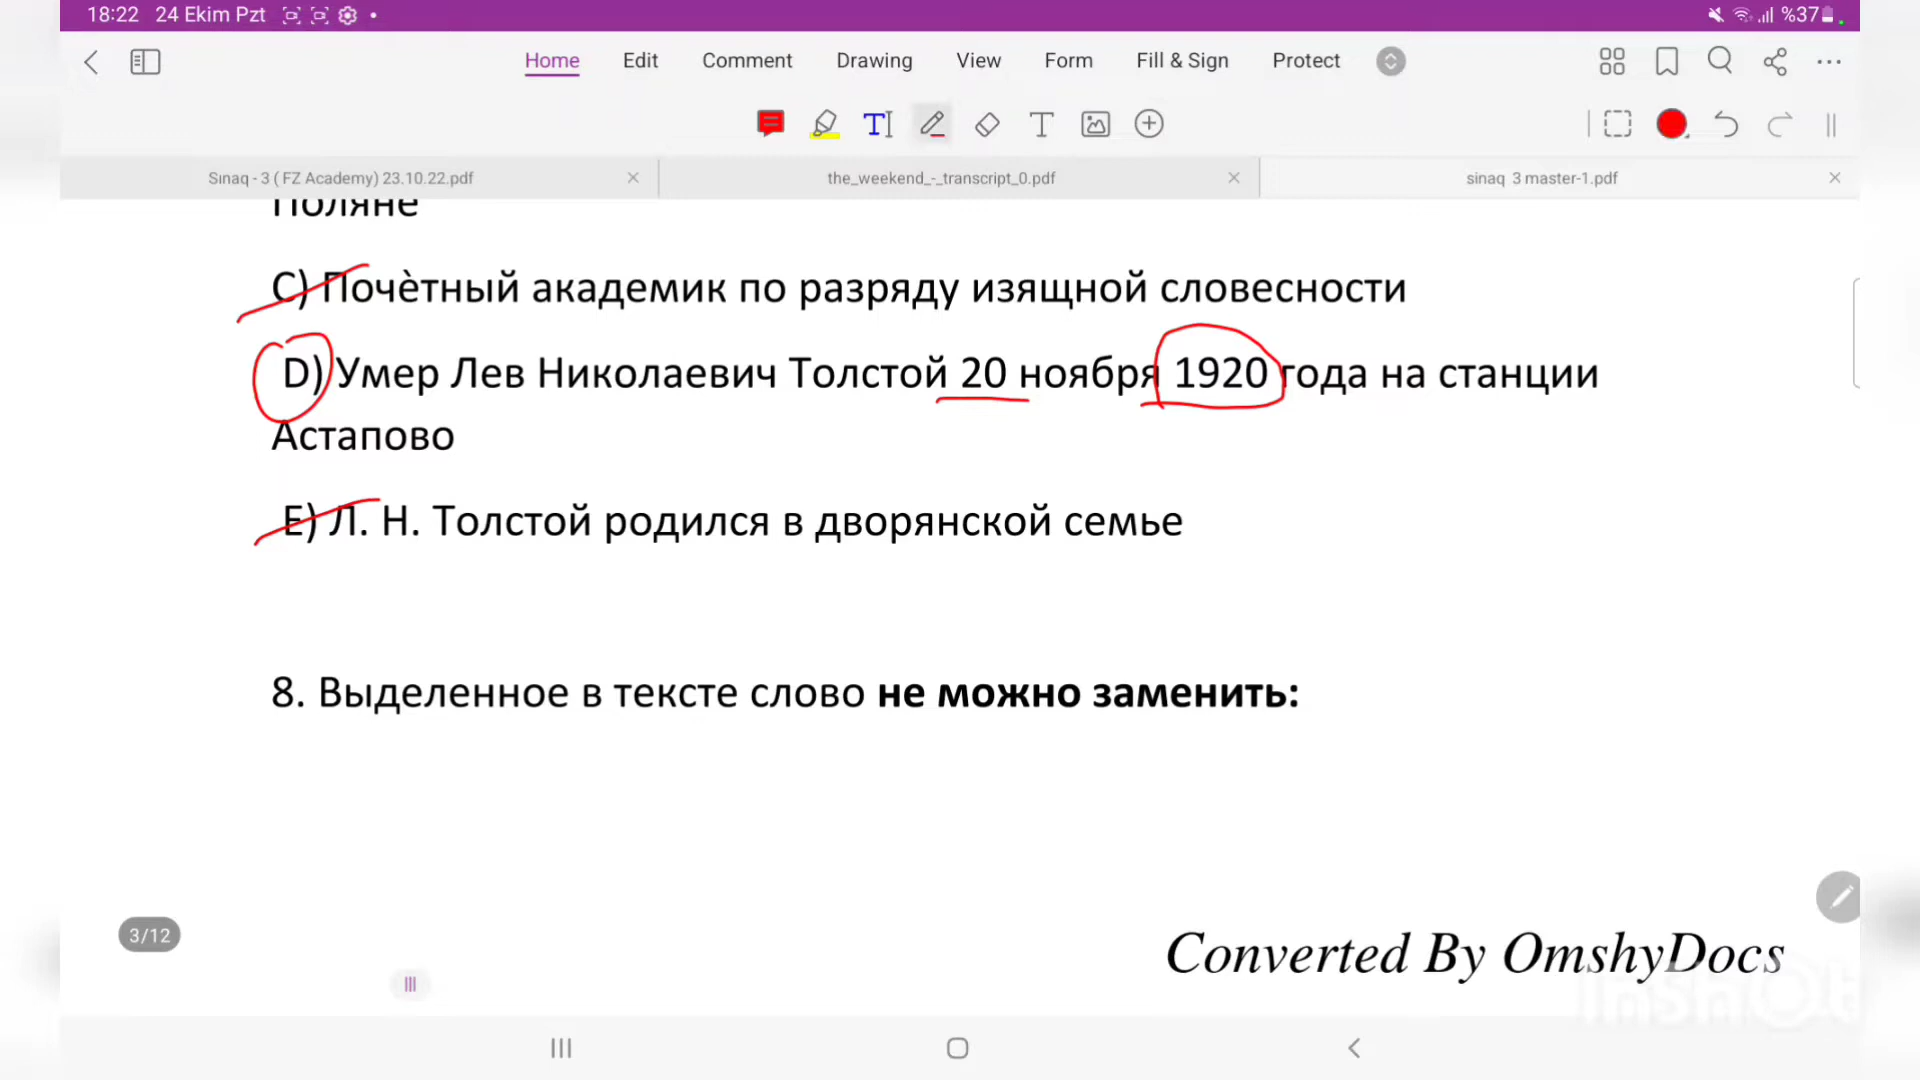 18:22 24 Ekim Pzt %37
Home Edit Comment Drawing View Form Fill & Sign Protect
Sınaq - 3 ( FZ Academy) 23.10.22.pdf the_weekend_-_transcript_0.pdf sinaq 3 master-1.pdf
Поляне
C) Почѐтный академик по разряду изящной словесности
D) Умер Лев Николаевич Толстой 20 ноября 1920 года на станции
Астапово
E) Л. Н. Толстой родился в дворянской семье
8. Выделенное в тексте слово не можно заменить:
3/12
Converted By OmshyDocs
InShOt